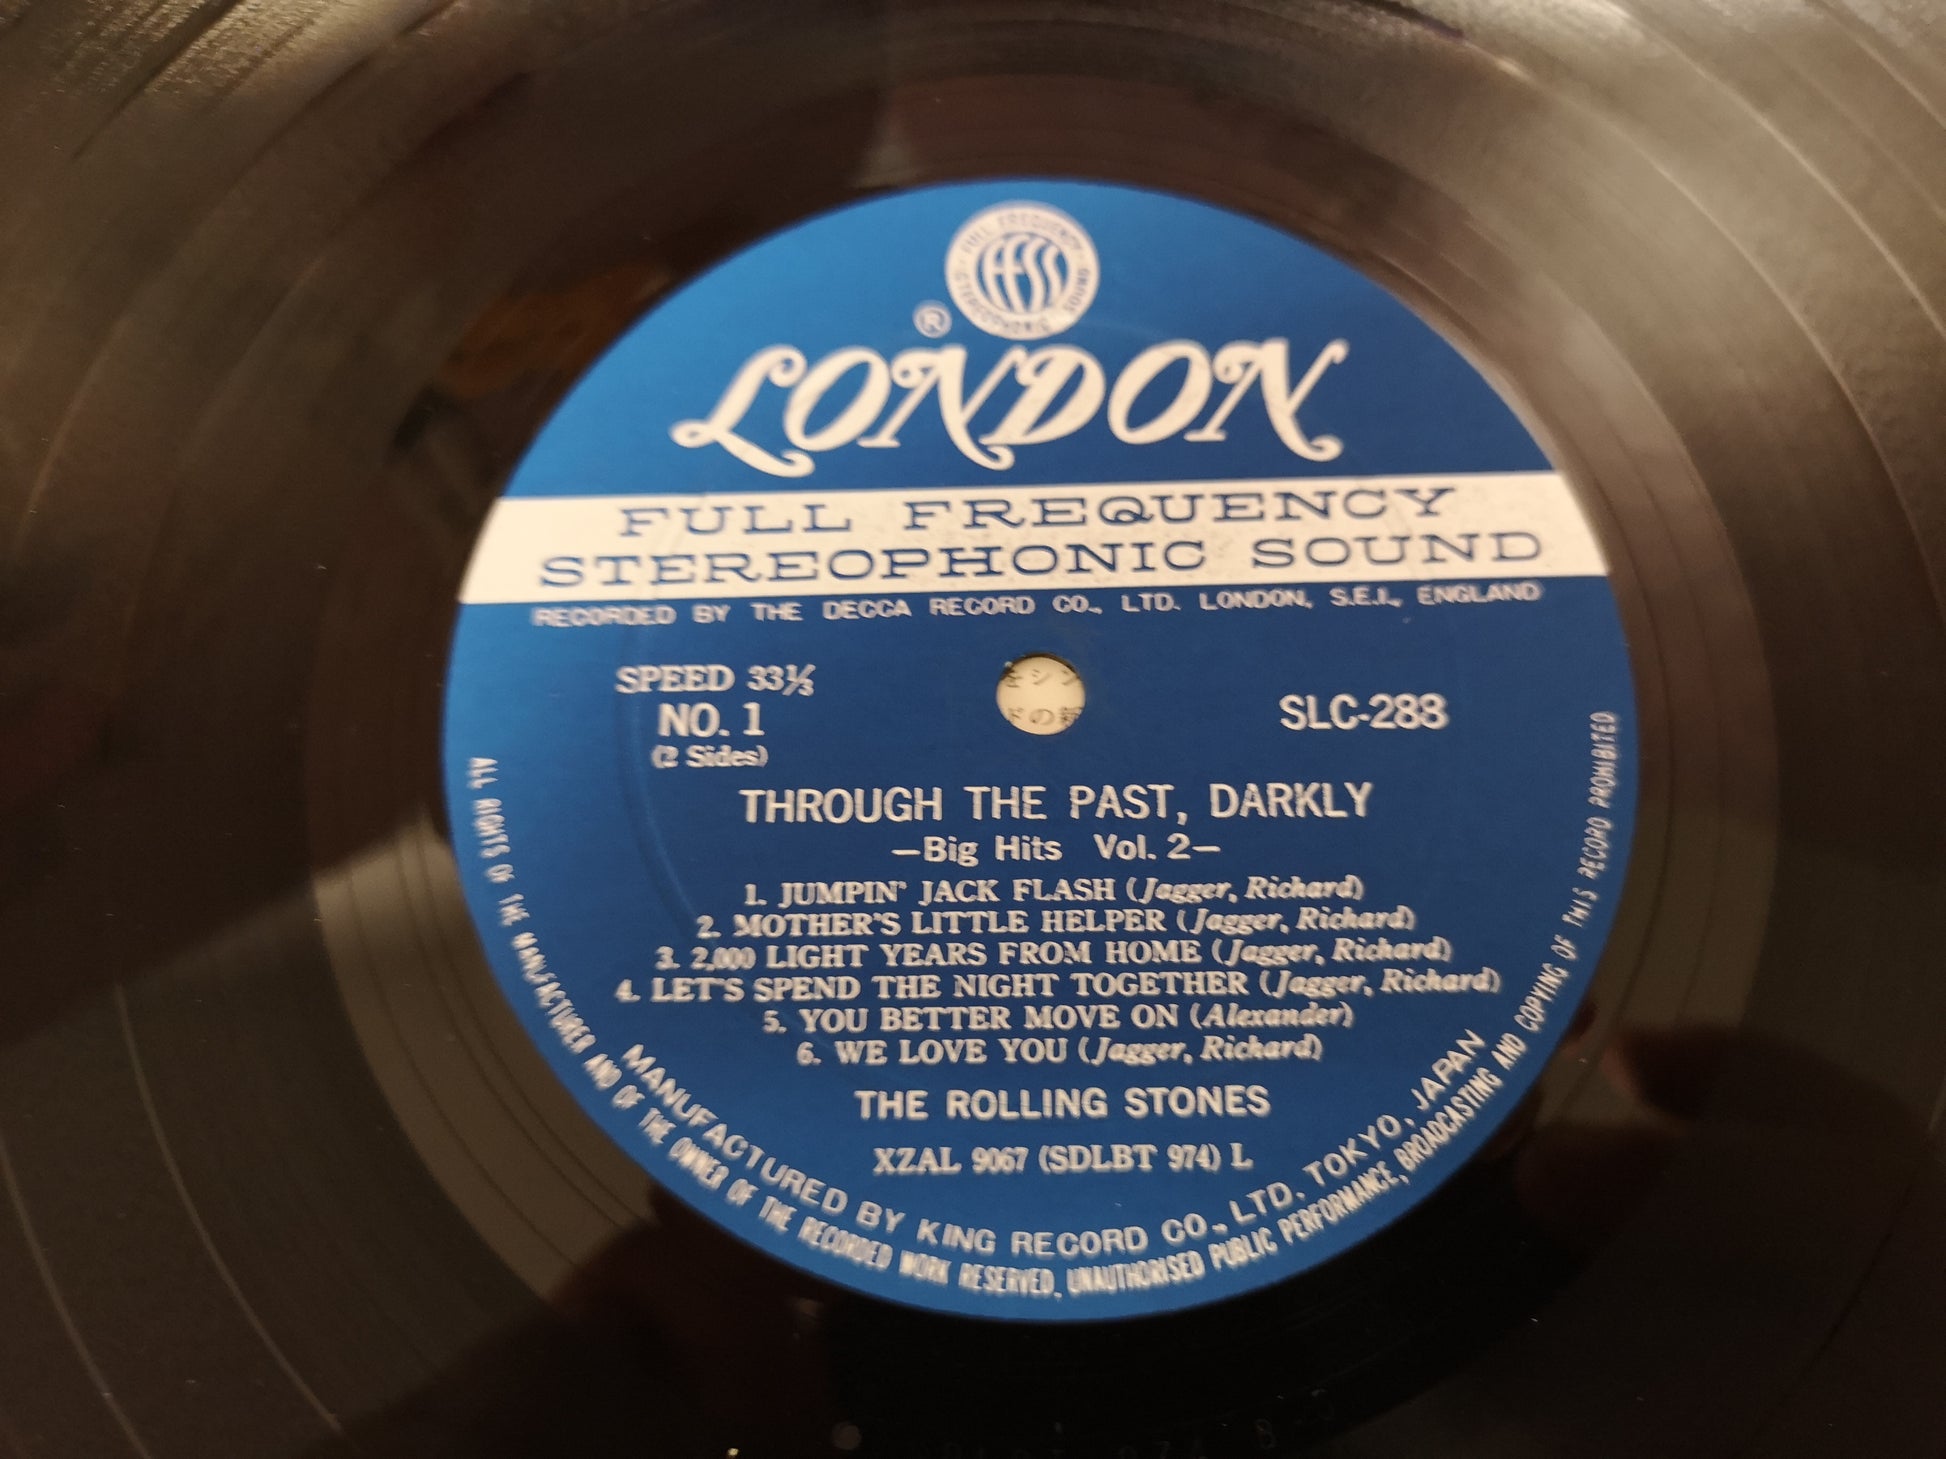 FULL FREQUENCY
ffss
STEREOPHONIC SOUND
®
LONDON
FULL FREQUENCY
STEREOPHONIC SOUND
RECORDED BY THE DECCA RECORD CO., LTD. LONDON, S.E.I., ENGLAND
SPEED 33⅓
NO. 1
(2 Sides)
SLC-288
THROUGH THE PAST, DARKLY
—Big Hits Vol. 2—
1. JUMPIN' JACK FLASH (Jagger, Richard)
2. MOTHER'S LITTLE HELPER (Jagger, Richard)
3. 2,000 LIGHT YEARS FROM HOME (Jagger, Richard)
4. LET'S SPEND THE NIGHT TOGETHER (Jagger, Richard)
5. YOU BETTER MOVE ON (Alexander)
6. WE LOVE YOU (Jagger, Richard)
THE ROLLING STONES
XZAL 9067 (SDLBT 974) L
MANUFACTURED BY KING RECORD CO., LTD. TOKYO, JAPAN
ALL RIGHTS OF THE MANUFACTURER AND OF THE OWNER OF THE RECORDED WORK RESERVED. UNAUTHORISED PUBLIC PERFORMANCE, BROADCASTING AND COPYING OF THIS RECORD PROHIBITED